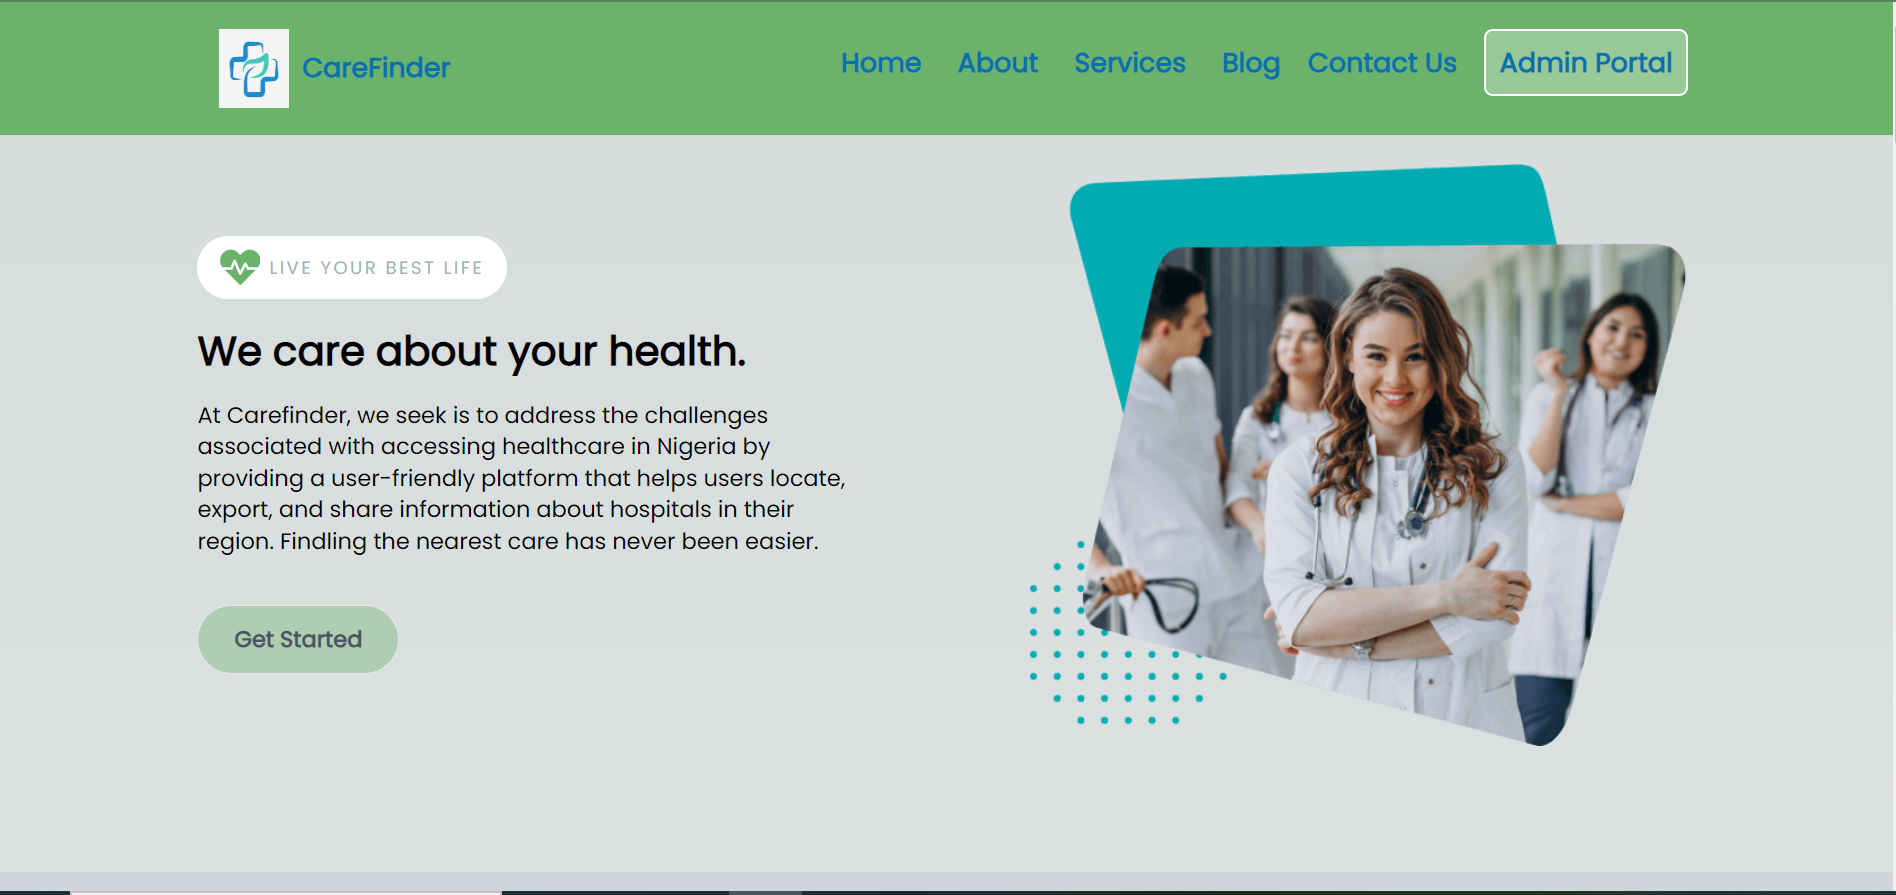 CareFinder
Home About Services Blog Contact Us Admin Portal
LIVE YOUR BEST LIFE
We care about your health.
At Carefinder, we seek is to address the challenges
associated with accessing healthcare in Nigeria by
providing a user-friendly platform that helps users locate,
export, and share information about hospitals in their
region. Findling the nearest care has never been easier.
Get Started